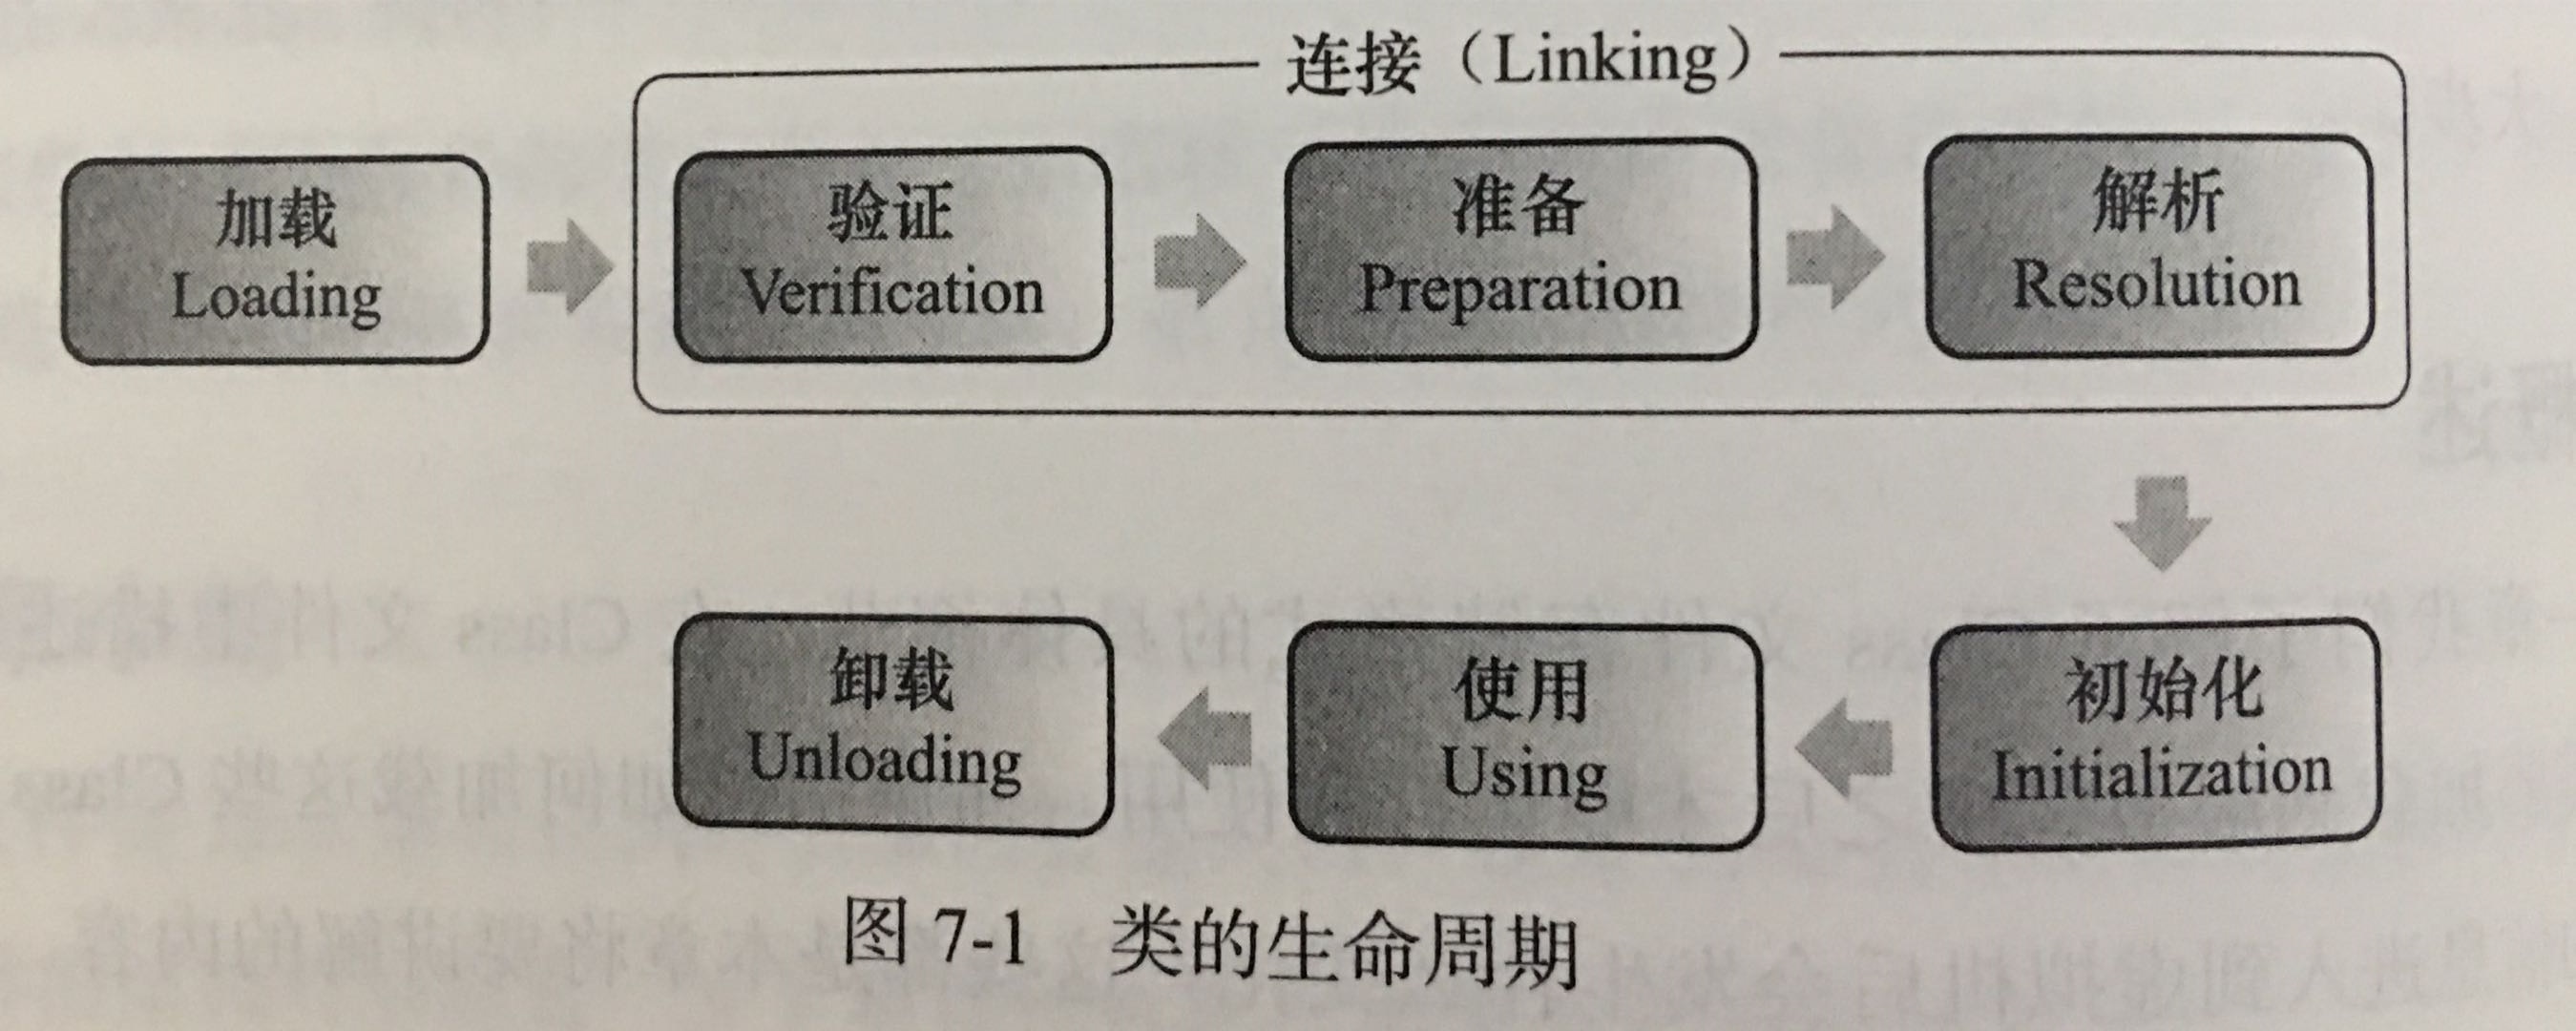 连接（Linking）
加载
Loading
验证
Verification
准备
Preparation
解析
Resolution
卸载
Unloading
使用
Using
初始化
Initialization
图 7-1 类的生命周期